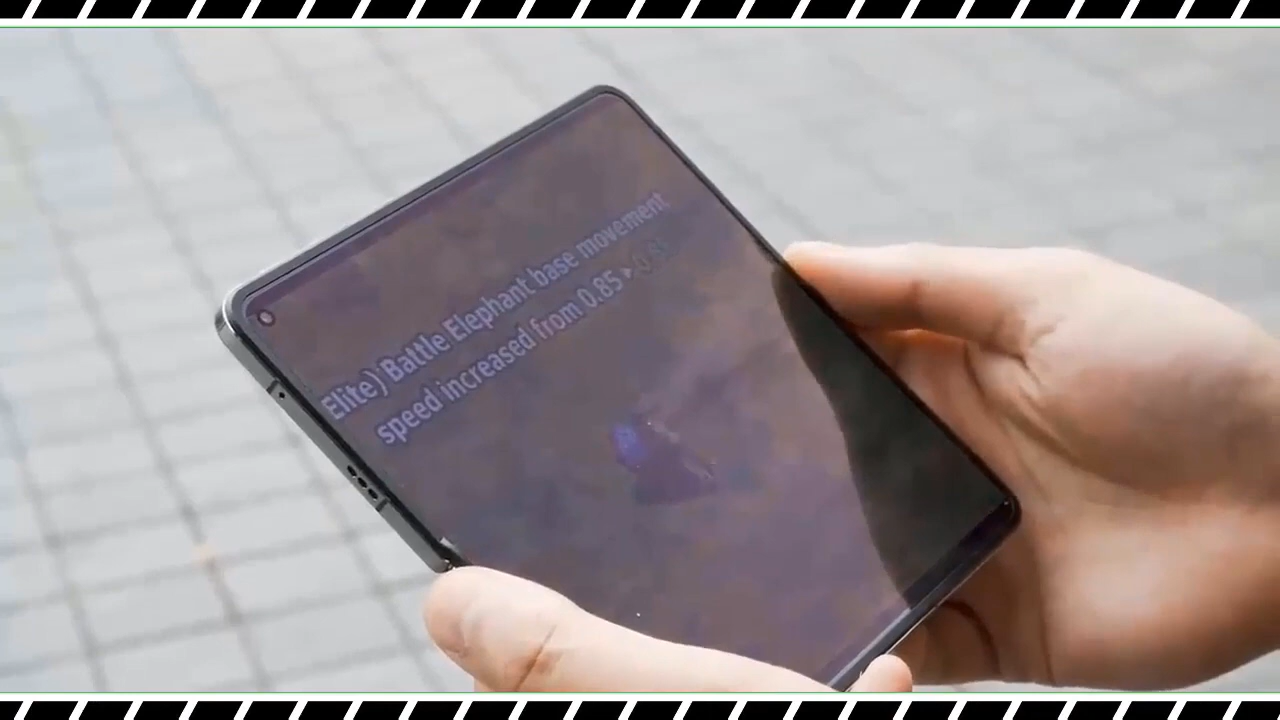 Elite) Battle Elephant base movement
speed increased from 0.85 ▸